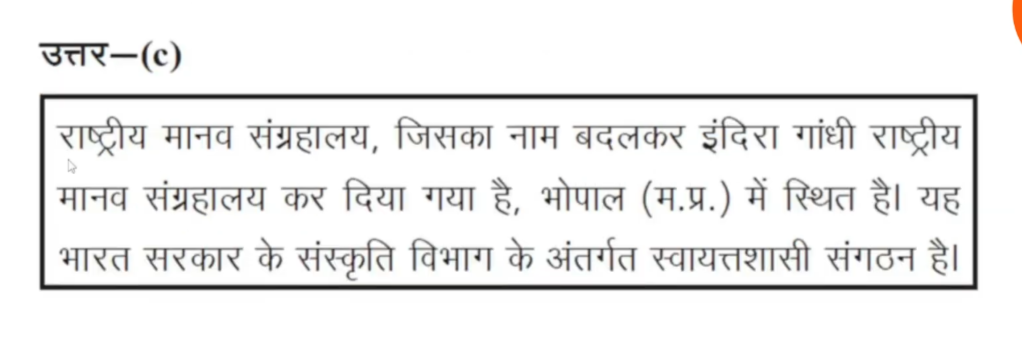 उत्तर—(c)
राष्ट्रीय मानव संग्रहालय, जिसका नाम बदलकर इंदिरा गांधी राष्ट्रीय
मानव संग्रहालय कर दिया गया है, भोपाल (म.प्र.) में स्थित है। यह
भारत सरकार के संस्कृति विभाग के अंतर्गत स्वायत्तशासी संगठन है।